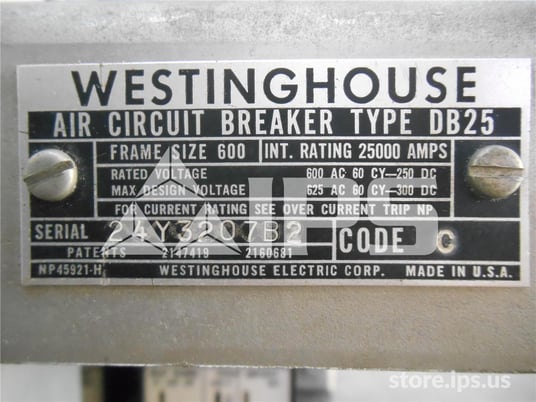 WESTINGHOUSE
AIR CIRCUIT BREAKER TYPE DB25
FRAME SIZE 600 INT. RATING 25000 AMPS
RATED VOLTAGE 600 AC 60 CY-250 DC
MAX. DESIGN VOLTAGE 625 AC 60 CY-300 DC
FOR CURRENT RATING SEE OVER CURRENT TRIP NP
SERIAL 24Y3207B2 CODE G
PATENTS 2147419 2160681
NP45921-H WESTINGHOUSE ELECTRIC CORP. MADE IN U.S.A.
IPS
store.ips.us